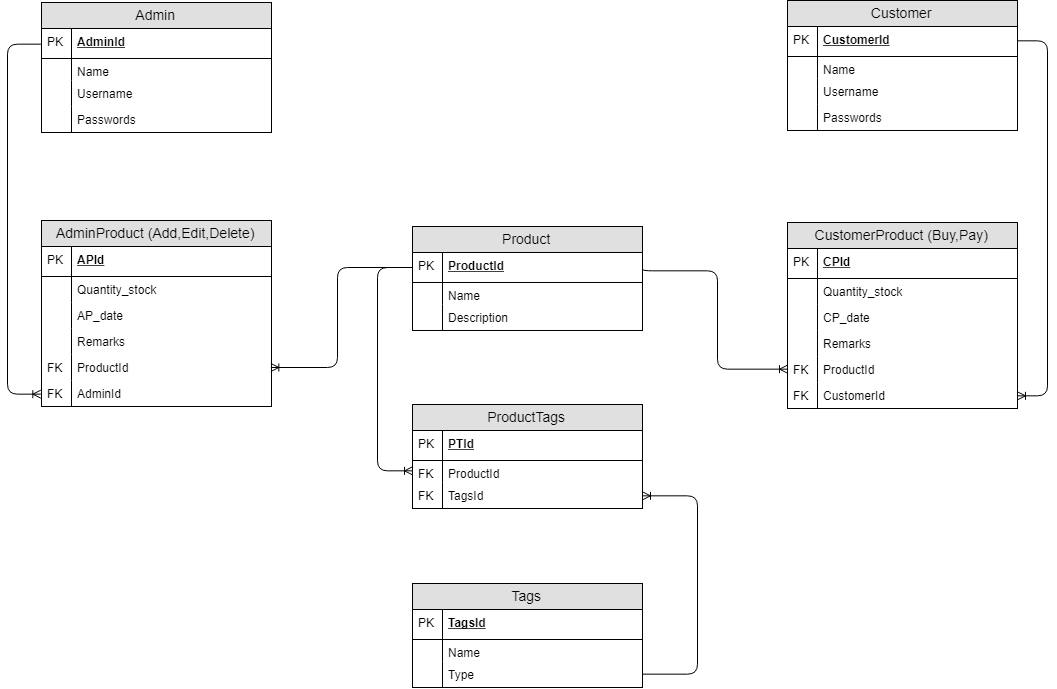 Admin
PK AdminId
Name
Username
Passwords
Customer
PK CustomerId
Name
Username
Passwords
AdminProduct (Add,Edit,Delete)
PK APId
Quantity_stock
AP_date
Remarks
FK ProductId
FK AdminId
Product
PK ProductId
Name
Description
CustomerProduct (Buy,Pay)
PK CPId
Quantity_stock
CP_date
Remarks
FK ProductId
FK CustomerId
ProductTags
PK PTId
FK ProductId
FK TagsId
Tags
PK TagsId
Name
Type